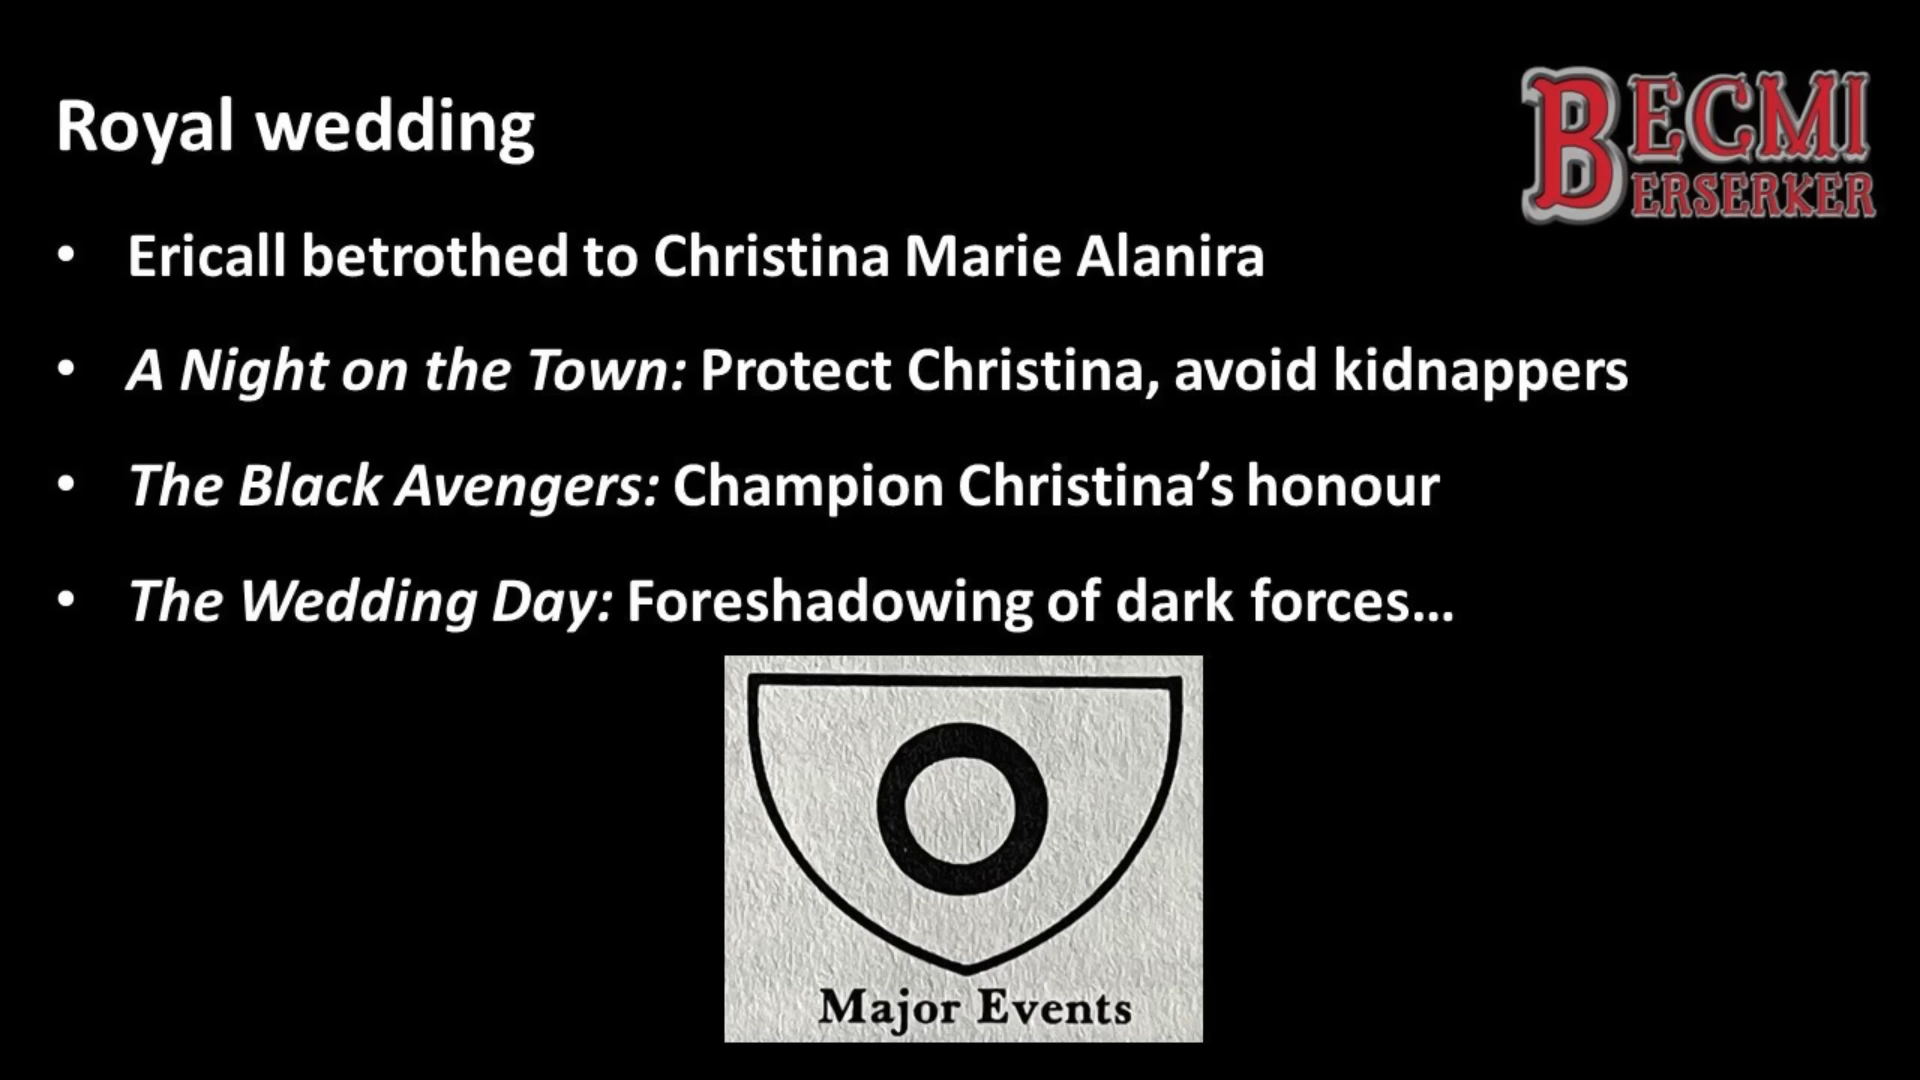 Royal wedding
BECMI
BERSERKER
• Ericall betrothed to Christina Marie Alanira
• A Night on the Town: Protect Christina, avoid kidnappers
• The Black Avengers: Champion Christina’s honour
• The Wedding Day: Foreshadowing of dark forces…
Major Events